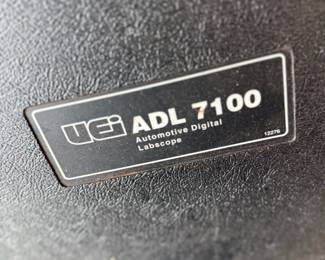 UEi ADL 7100
Automotive Digital
Labscope
12276